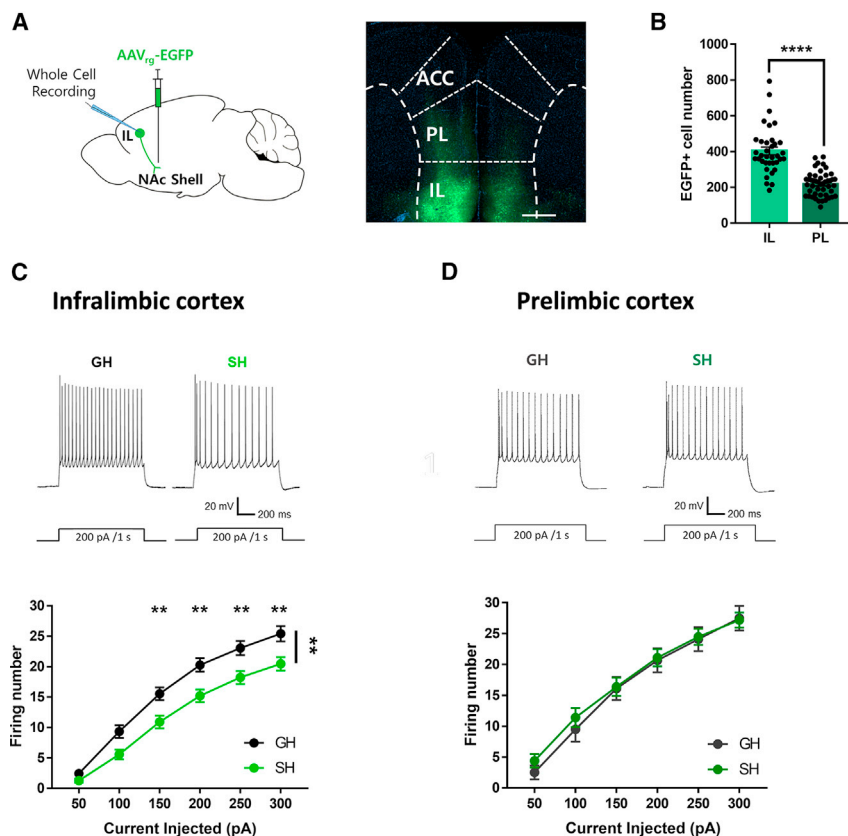 A
AAVrg-EGFP
Whole Cell
Recording
IL
NAc Shell
ACC
PL
IL
B
****
EGFP+ cell number
1000
800
600
400
200
0
IL PL
C
Infralimbic cortex
GH SH
20 mV
200 ms
200 pA /1 s 200 pA /1 s
Firing number
30
25
20
15
10
5
0
** ** ** **
**
GH
SH
50 100 150 200 250 300
Current Injected (pA)
D
Prelimbic cortex
GH SH
1
20 mV
200 ms
200 pA /1 s 200 pA /1 s
Firing number
30
25
20
15
10
5
0
GH
SH
50 100 150 200 250 300
Current Injected (pA)